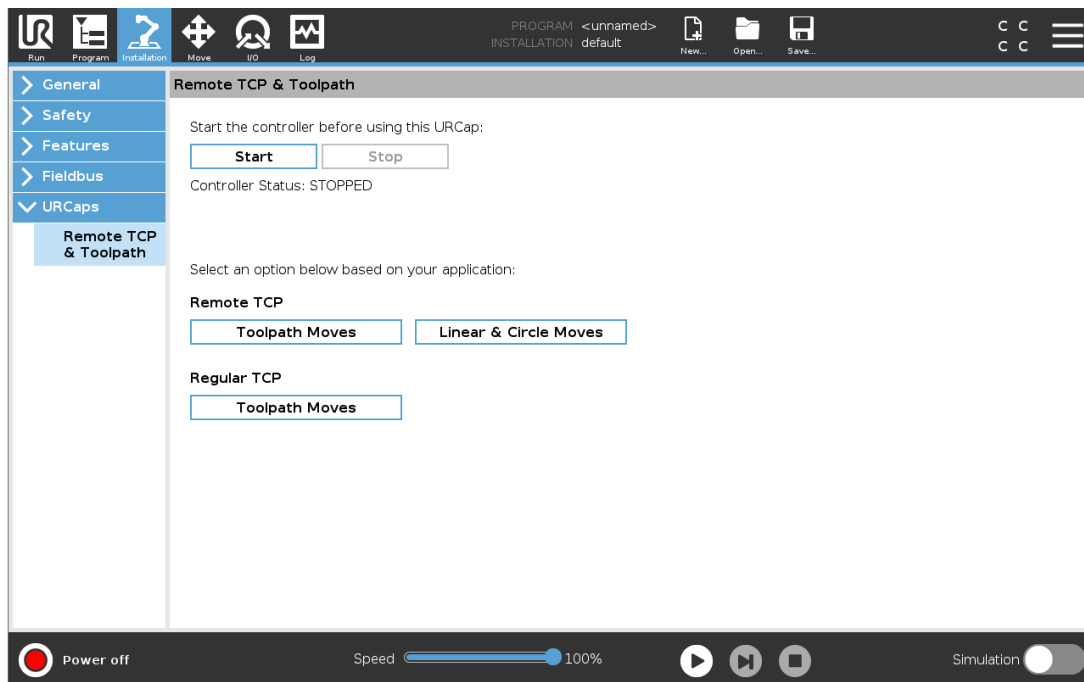 PROGRAM <unnamed>
INSTALLATION default
C C
C C
Run Program Installation Move I/O Log New... Open... Save...
General
Safety
Features
Fieldbus
URCaps
Remote TCP
& Toolpath
Remote TCP & Toolpath
Start the controller before using this URCap:
Start Stop
Controller Status: STOPPED
Select an option below based on your application:
Remote TCP
Toolpath Moves Linear & Circle Moves
Regular TCP
Toolpath Moves
Power off Speed 100% Simulation